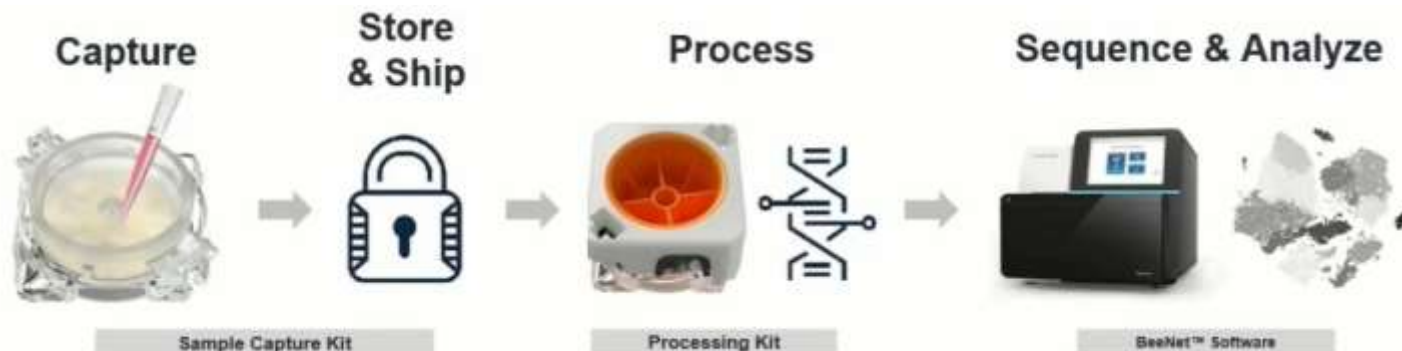 Capture
Store
& Ship
Process
Sequence & Analyze
Sample Capture Kit
Processing Kit
BeeNet™ Software